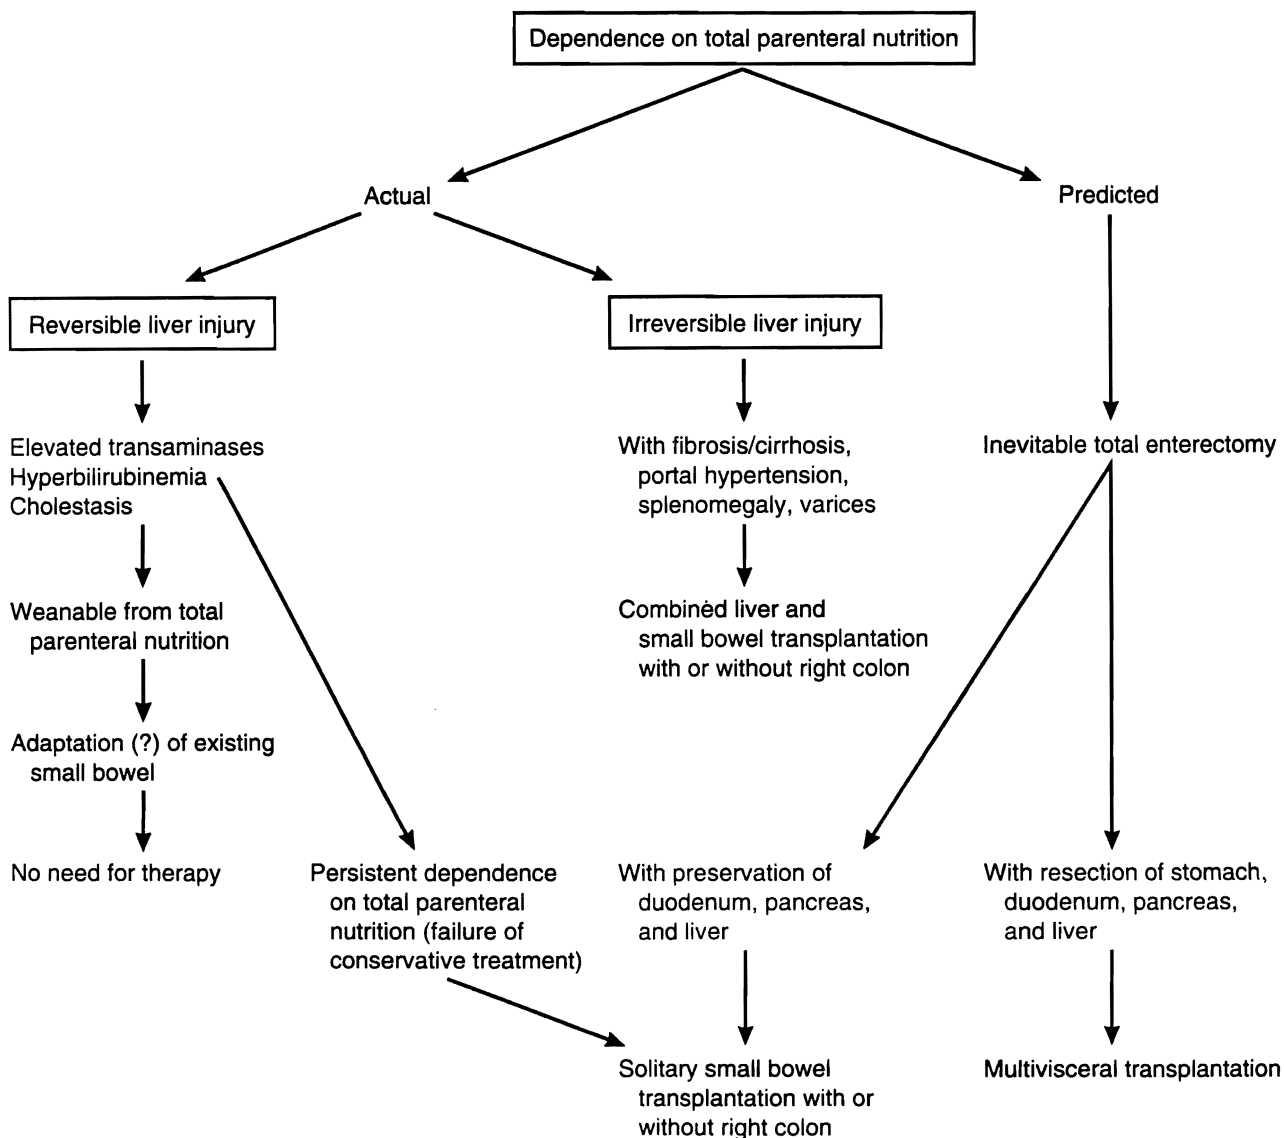 Dependence on total parenteral nutrition
Actual
Predicted
Reversible liver injury
Irreversible liver injury
Elevated transaminases
Hyperbilirubinemia
Cholestasis
With fibrosis/cirrhosis,
portal hypertension,
splenomegaly, varices
Inevitable total enterectomy
Weanable from total
parenteral nutrition
Combined liver and
small bowel transplantation
with or without right colon
Adaptation (?) of existing
small bowel
No need for therapy
Persistent dependence
on total parenteral
nutrition (failure of
conservative treatment)
With preservation of
duodenum, pancreas,
and liver
With resection of stomach,
duodenum, pancreas,
and liver
Solitary small bowel
transplantation with or
without right colon
Multivisceral transplantation